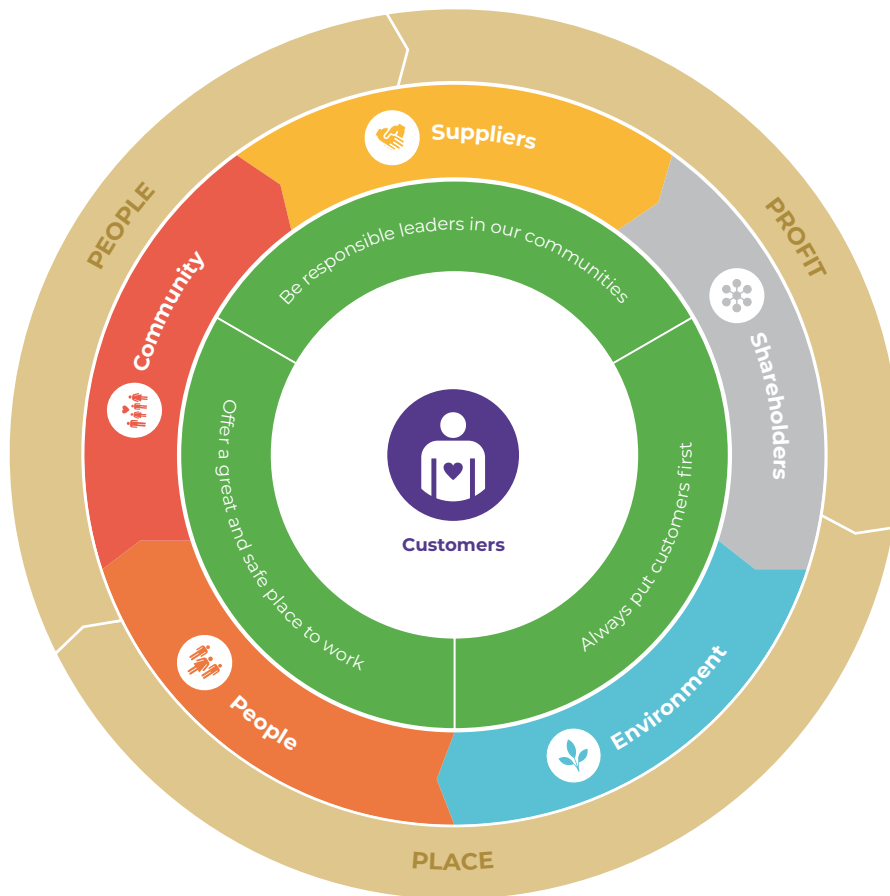 PEOPLE
PROFIT
PLACE
Suppliers
Shareholders
Environment
People
Community
Be responsible leaders in our communities
Always put customers first
Offer a great and safe place to work
Customers